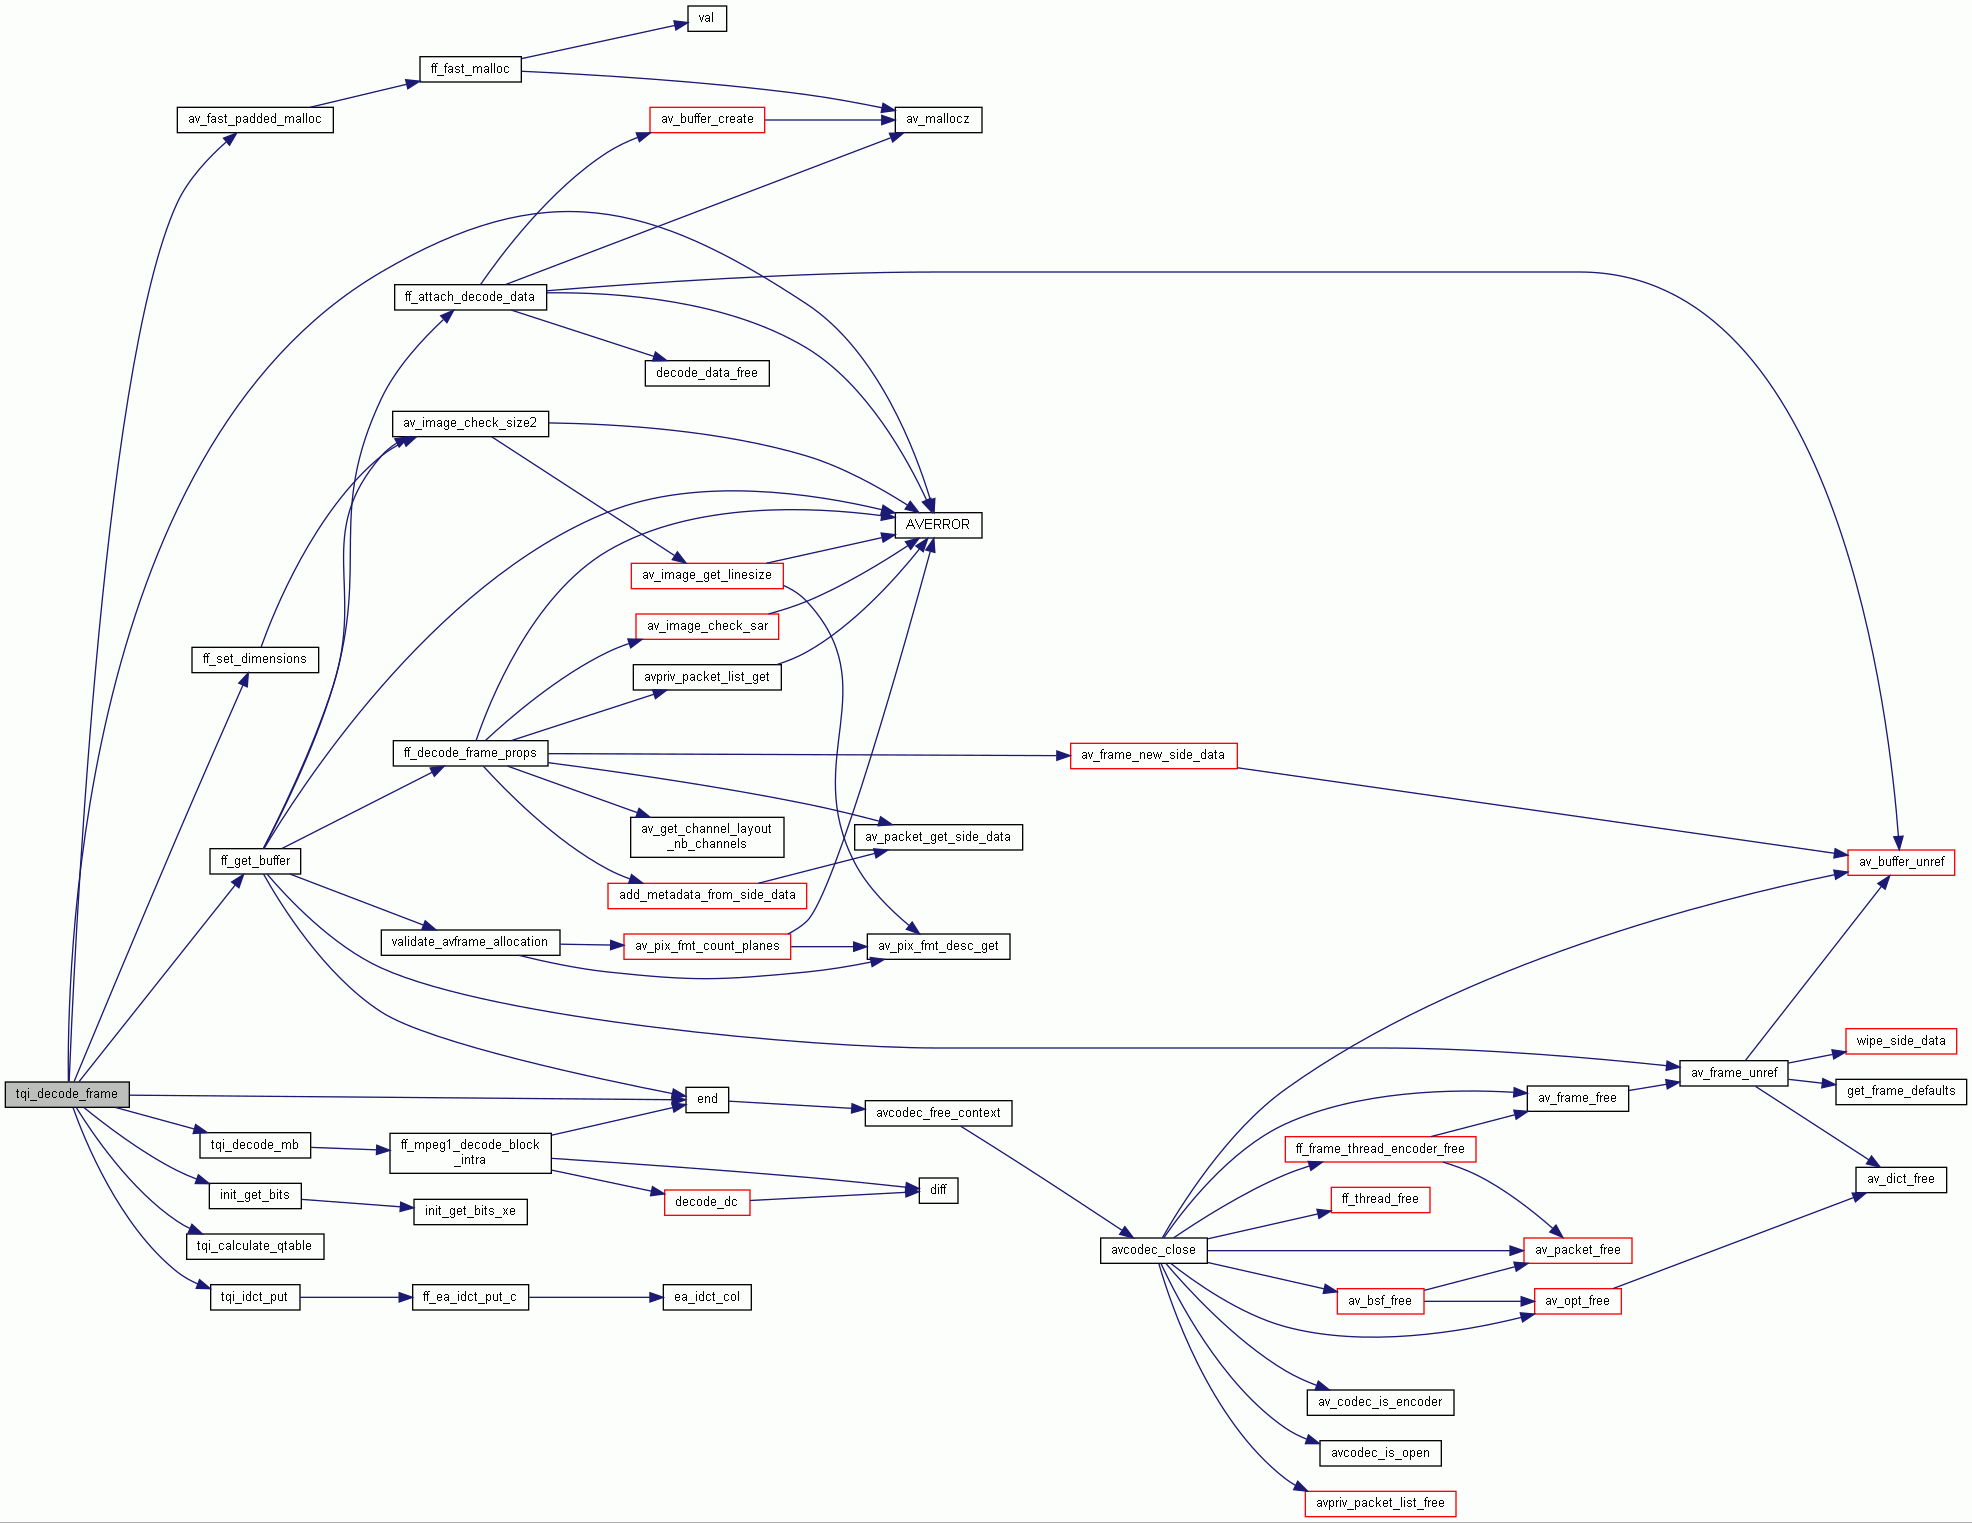 val
ff_fast_malloc
av_fast_padded_malloc
av_buffer_create
av_mallocz
ff_attach_decode_data
decode_data_free
av_image_check_size2
AVERROR
av_image_get_linesize
av_image_check_sar
ff_set_dimensions
avpriv_packet_list_get
ff_decode_frame_props
av_frame_new_side_data
av_get_channel_layout
_nb_channels
av_packet_get_side_data
ff_get_buffer
av_buffer_unref
add_metadata_from_side_data
validate_avframe_allocation
av_pix_fmt_count_planes
av_pix_fmt_desc_get
wipe_side_data
av_frame_unref
get_frame_defaults
tqi_decode_frame
end
av_frame_free
avcodec_free_context
tqi_decode_mb
ff_mpeg1_decode_block
_intra
ff_frame_thread_encoder_free
av_dict_free
diff
init_get_bits
decode_dc
ff_thread_free
init_get_bits_xe
tqi_calculate_qtable
avcodec_close
av_packet_free
tqi_idct_put
ff_ea_idct_put_c
ea_idct_col
av_bsf_free
av_opt_free
av_codec_is_encoder
avcodec_is_open
avpriv_packet_list_free